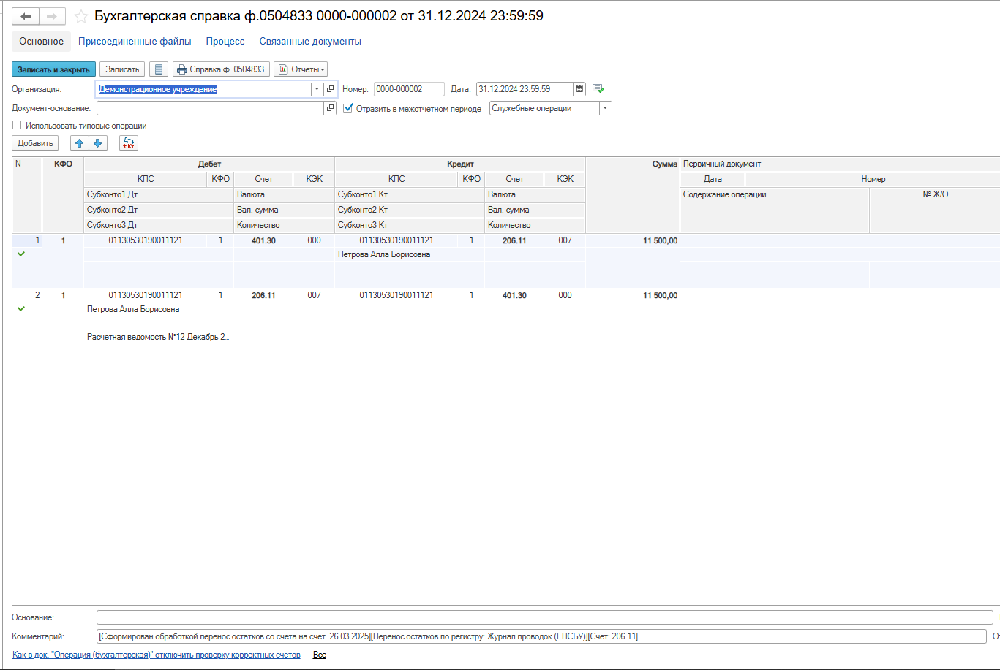 Бухгалтерская справка ф.0504833 0000-000002 от 31.12.2024 23:59:59
Основное Присоединенные файлы Процесс Связанные документы
Записать и закрыть Записать Справка ф. 0504833 Отчеты
Организация: Демонстрационное учреждение Номер: 0000-000002 Дата: 31.12.2024 23:59:59
Документ-основание: Отразить в межотчетном периоде Служебные операции
Использовать типовые операции
Добавить Дт Кт
N КФО Дебет Кредит Сумма Первичный документ
КПС КФО Счет КЭК КПС КФО Счет КЭК Дата Номер
Субконто1 Дт Валюта Субконто1 Кт Валюта Содержание операции № Ж/О
Субконто2 Дт Вал. сумма Субконто2 Кт Вал. сумма
Субконто3 Дт Количество Субконто3 Кт Количество
1 1 01130530190011121 1 401.30 000 01130530190011121 1 206.11 007 11 500,00
Петрова Алла Борисовна
2 1 01130530190011121 1 206.11 007 01130530190011121 1 401.30 000 11 500,00
Петрова Алла Борисовна
Расчетная ведомость №12 Декабрь 2...
Основание:
Комментарий: [Сформирован обработкой перенос остатков со счета на счет. 26.03.2025][Перенос остатков по регистру: Журнал проводок (ЕПСБУ)][Счет: 206.11]
Как в док. "Операция (бухгалтерская)" отключить проверку корректных счетов Все